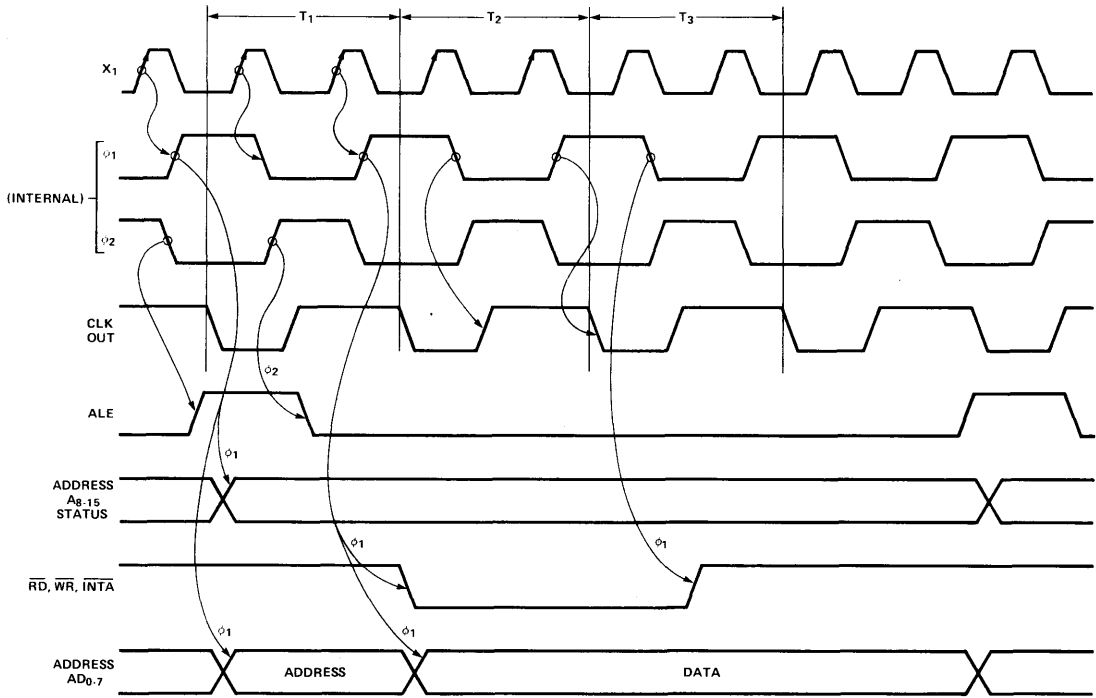 T1
T2
T3
X1
ϕ1
(INTERNAL)
ϕ2
CLK
OUT
ϕ2
ALE
ϕ1
ADDRESS
A8-15
STATUS
ϕ1
ϕ1
RD, WR, INTA
ϕ1
ϕ1
ADDRESS
AD0-7
ADDRESS
DATA